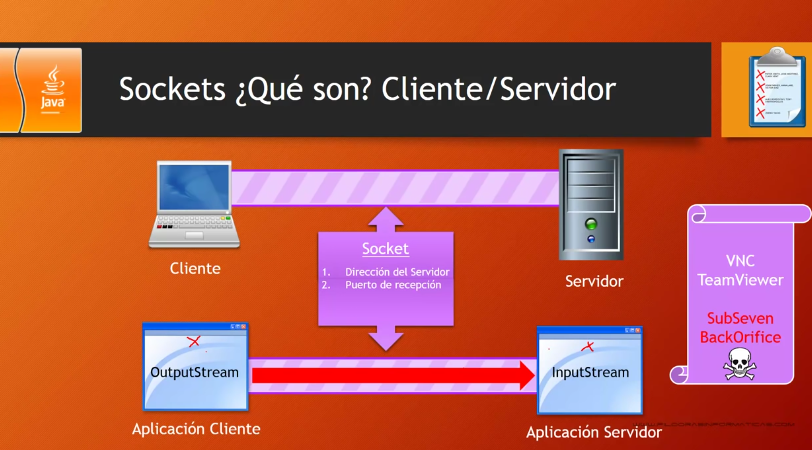 Java
Sockets ¿Qué son? Cliente/Servidor
Cliente
Socket
1. Dirección del Servidor
2. Puerto de recepción
Servidor
VNC
TeamViewer
SubSeven
BackOrifice
OutputStream
InputStream
Aplicación Cliente
Aplicación Servidor